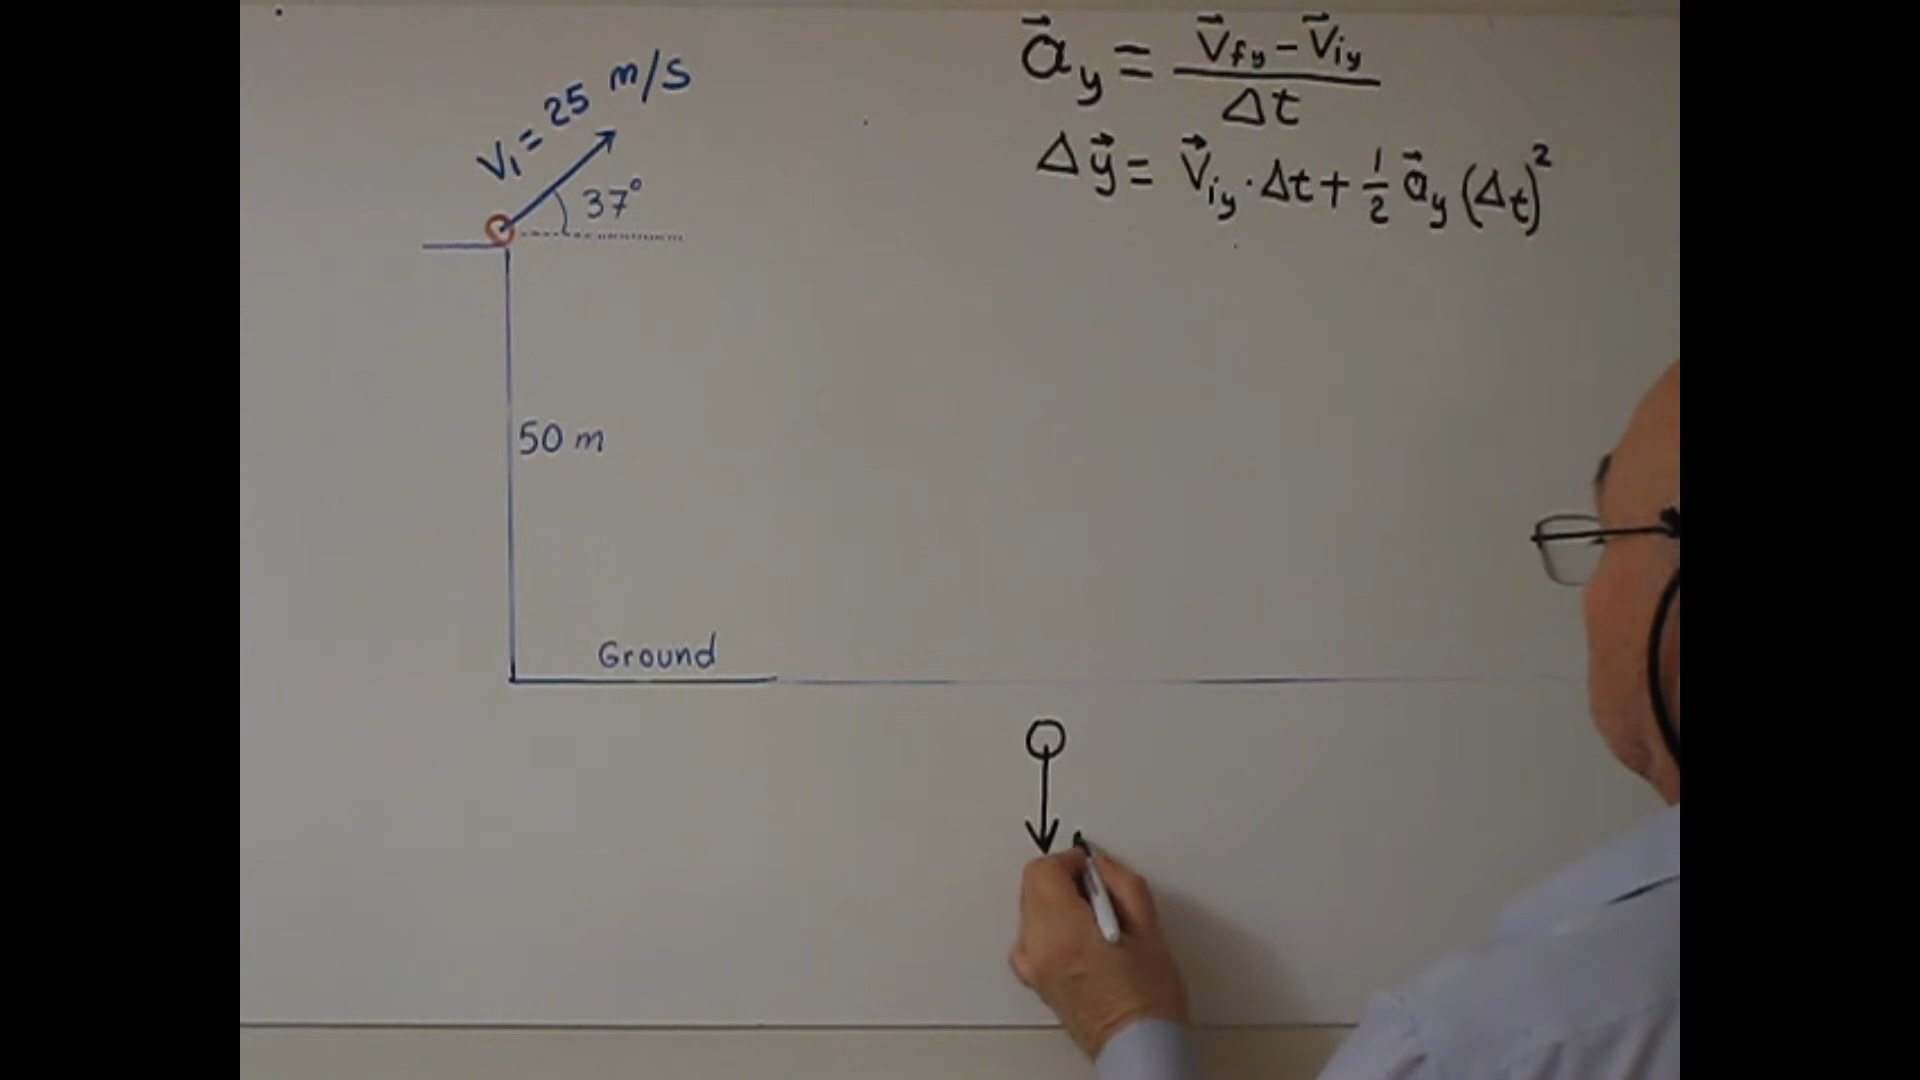 V₁ = 25 m/s
37°
50 m
Ground
a⃗y = (v⃗fy − v⃗iy) / Δt
Δy⃗ = v⃗iy · Δt + ½ a⃗y (Δt)²